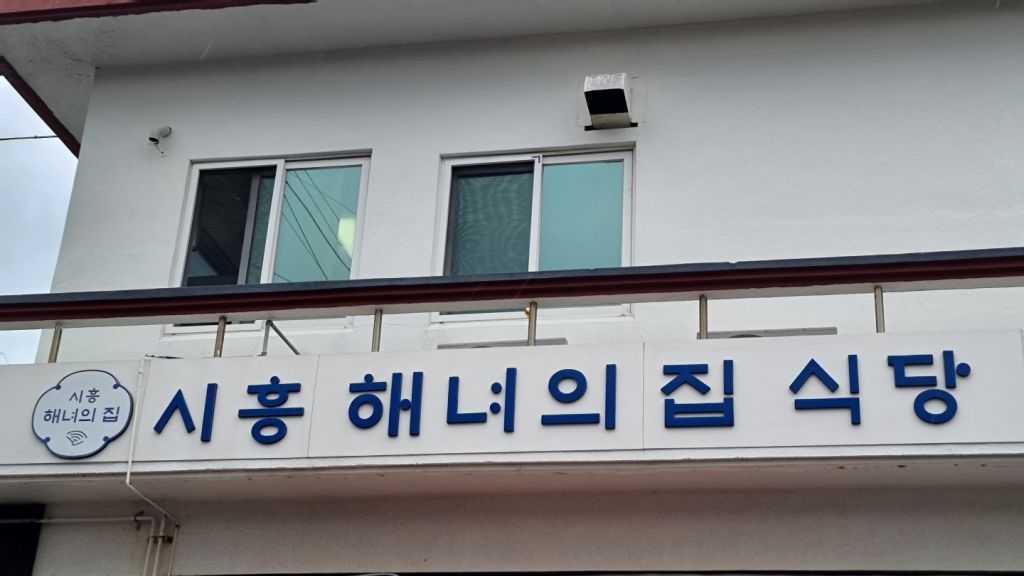 시흥
해녀의 집
시흥 해녀의 집 식당